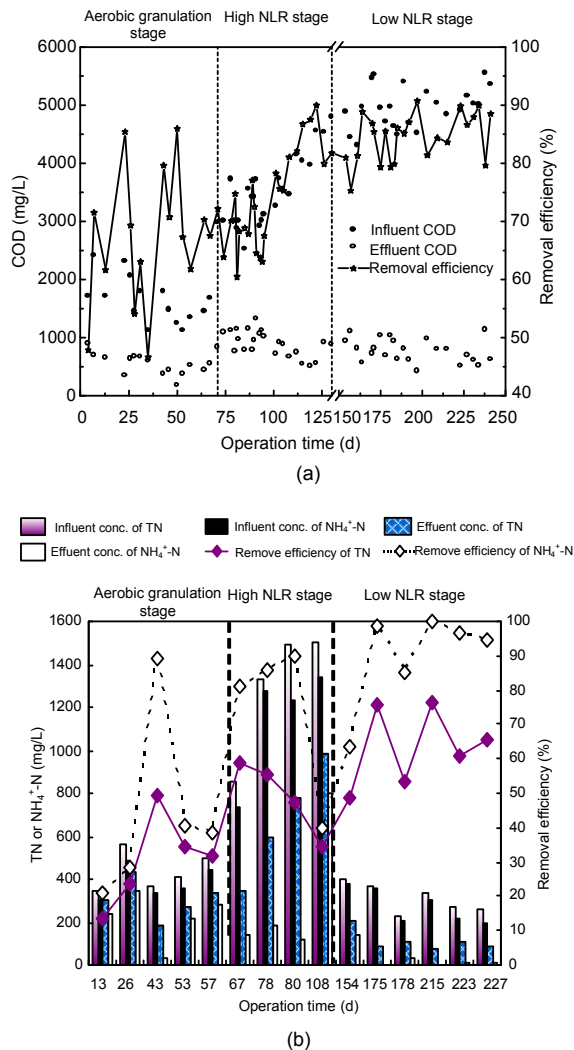 Aerobic granulation
stage
High NLR stage
Low NLR stage
6000
5000
4000
3000
2000
1000
0
COD (mg/L)
100
90
80
70
60
50
40
Removal efficiency (%)
Influent COD
Effluent COD
Removal efficiency
0 25 50 75 100 125 150 175 200 225 250
Operation time (d)
(a)
Influent conc. of TN
Influent conc. of NH₄⁺-N
Effluent conc. of TN
Effuent conc. of NH₄⁺-N
Remove efficiency of TN
Remove efficiency of NH₄⁺-N
Aerobic granulation
stage
High NLR stage
Low NLR stage
1600
1400
1200
1000
800
600
400
200
0
TN or NH₄⁺-N (mg/L)
100
90
80
70
60
50
40
30
20
10
0
Removal efficiency (%)
13 26 43 53 57 67 78 80 108 154 175 178 215 223 227
Operation time (d)
(b)